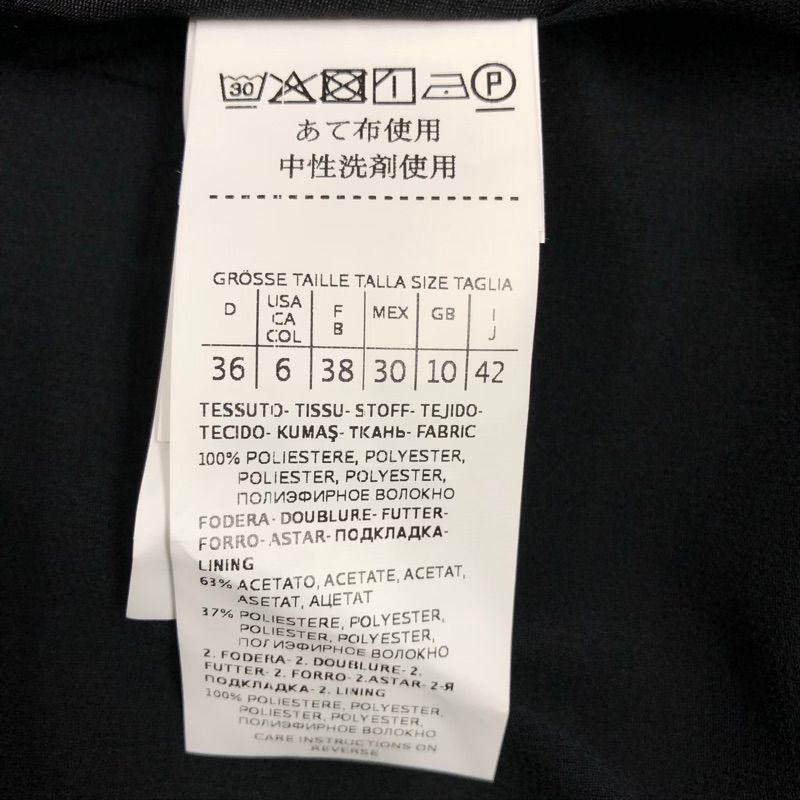 30 P
あて布使用
中性洗剤使用
GRÖSSE TAILLE TALLA SIZE TAGLIA
D USA CA COL F B MEX GB I J
36 6 38 30 10 42
TESSUTO- TISSU- STOFF- TEJIDO-
TECIDO- KUMAŞ- ТКАНЬ- FABRIC
100% POLIESTERE, POLYESTER,
POLIESTER, POLYESTER,
ПОЛИЭФИРНОЕ ВОЛОКНО
FODERA- DOUBLURE- FUTTER-
FORRO- ASTAR- ПОДКЛАДКА-
LINING
63% ACETATO, ACETATE, ACETAT,
ASETAT, АЦЕТАТ
37% POLIESTERE, POLYESTER,
POLIESTER, POLYESTER,
ПОЛИЭФИРНОЕ ВОЛОКНО
2. FODERA- 2. DOUBLURE- 2.
FUTTER- 2. FORRO- 2.ASTAR- 2-Я
ПОДКЛАДКА- 2. LINING
100% POLIESTERE, POLYESTER,
POLIESTER, POLYESTER,
ПОЛИЭФИРНОЕ ВОЛОКНО
CARE INSTRUCTIONS ON
REVERSE